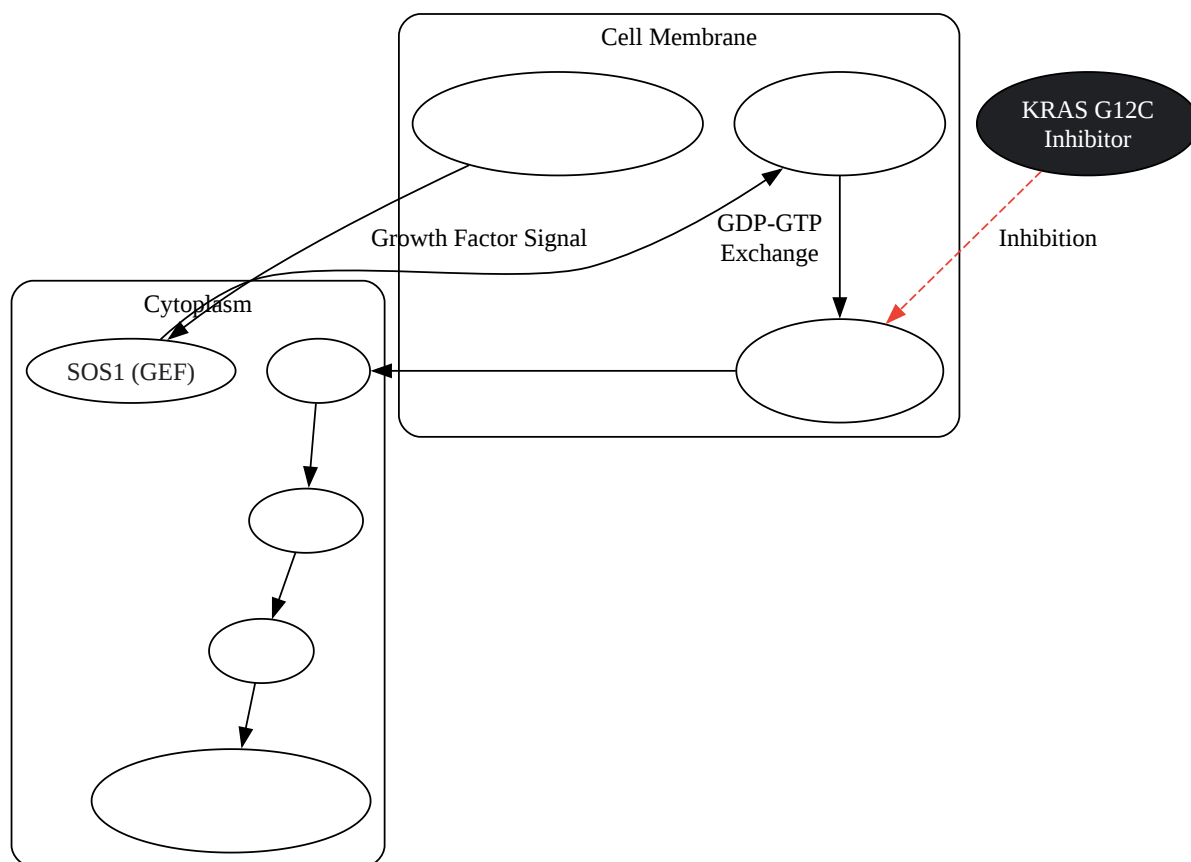 Cell Membrane
KRAS G12C
Inhibitor
Growth Factor Signal
GDP-GTP
Exchange
Inhibition
Cytoplasm
SOS1 (GEF)